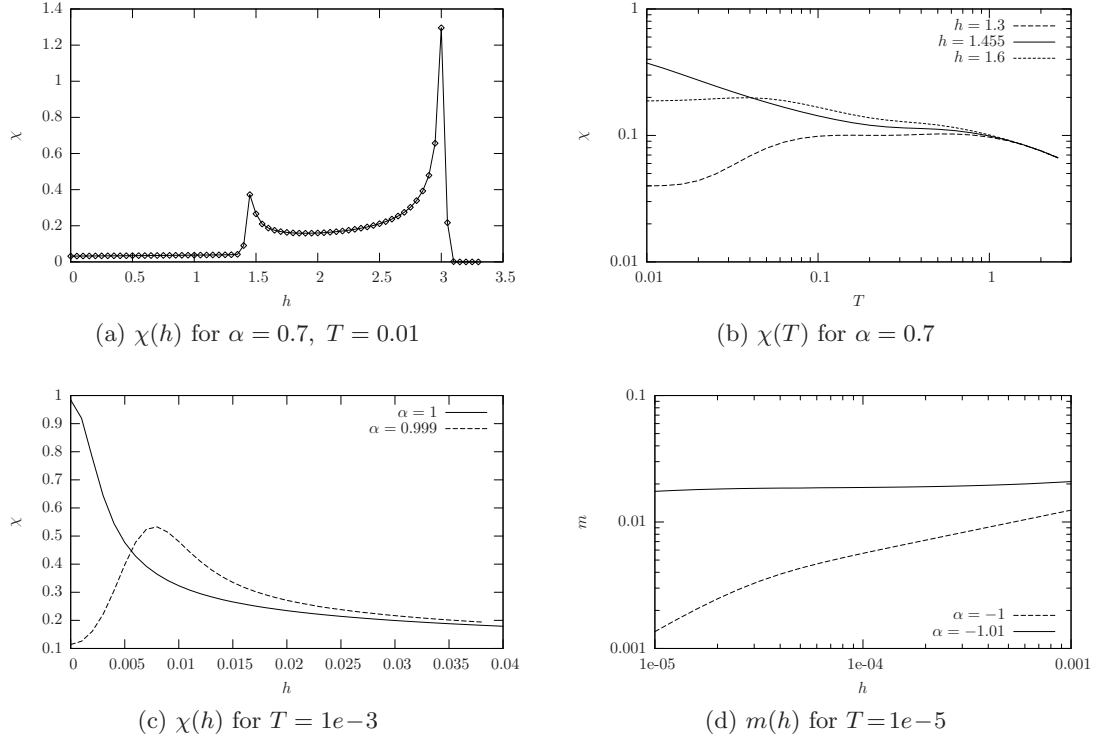 1.4
1.2
1
0.8
0.6
0.4
0.2
0
χ
0 0.5 1 1.5 2 2.5 3 3.5
h
(a) χ(h) for α = 0.7, T = 0.01
1
0.1
0.01
χ
h = 1.3
h = 1.455
h = 1.6
0.01 0.1 1
T
(b) χ(T) for α = 0.7
1
0.9
0.8
0.7
0.6
0.5
0.4
0.3
0.2
0.1
χ
α = 1
α = 0.999
0 0.005 0.01 0.015 0.02 0.025 0.03 0.035 0.04
h
(c) χ(h) for T = 1e−3
0.1
0.01
0.001
m
α = −1
α = −1.01
1e-05 1e-04 0.001
h
(d) m(h) for T=1e−5